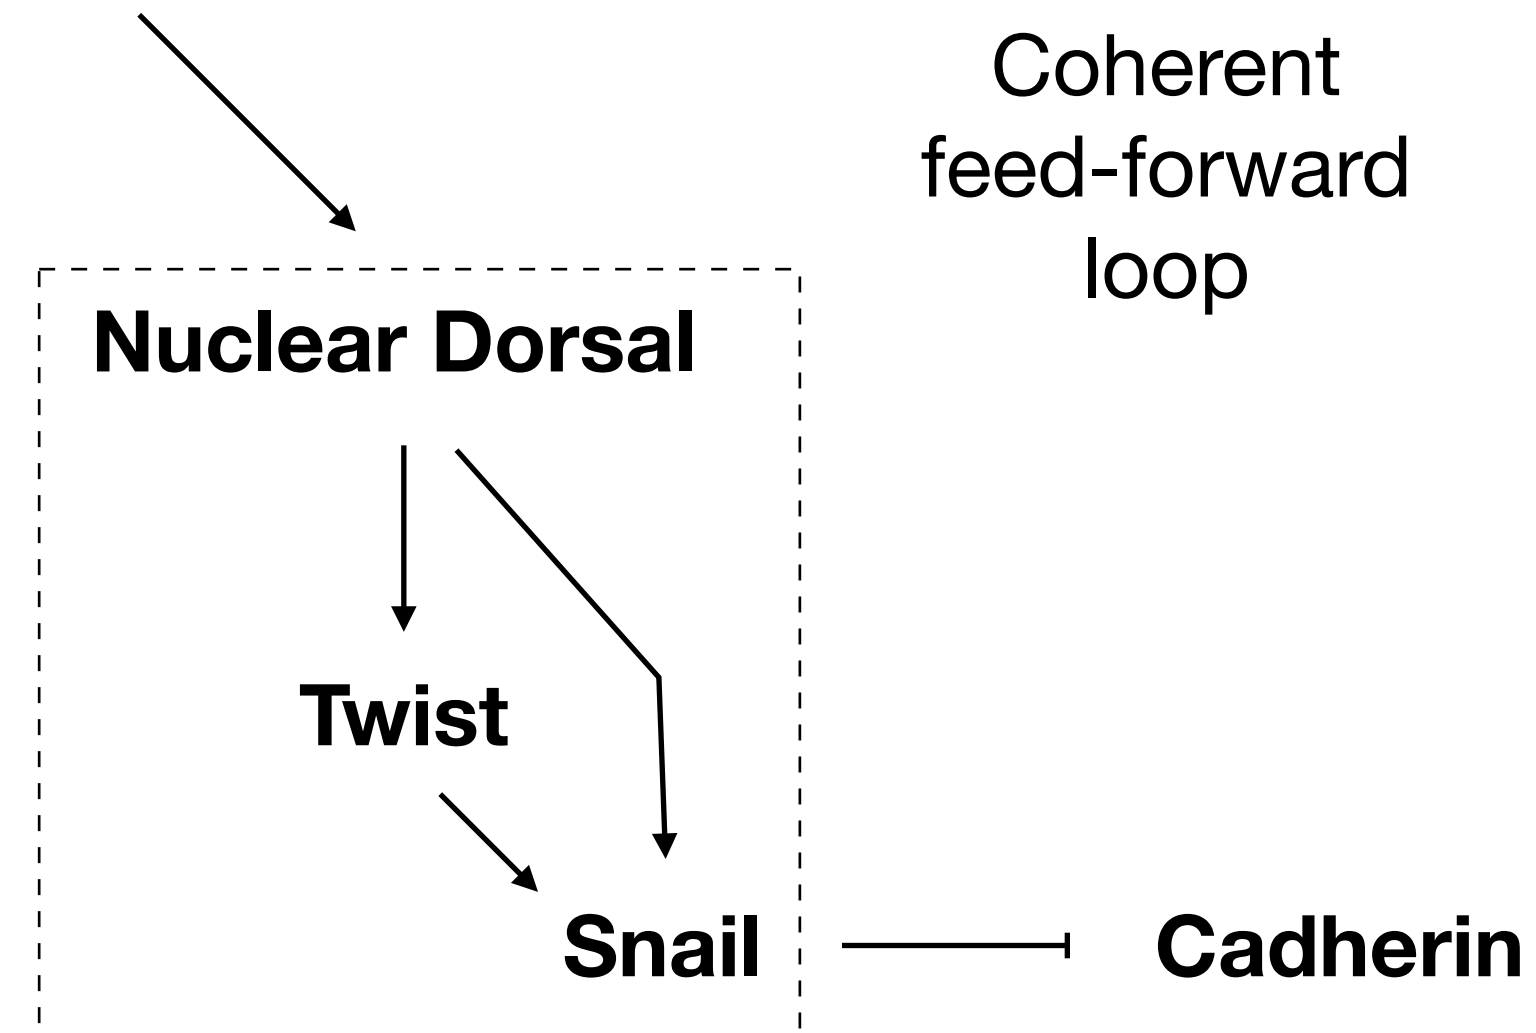 Coherent
feed-forward
loop
Nuclear Dorsal
Twist
Snail
Cadherin